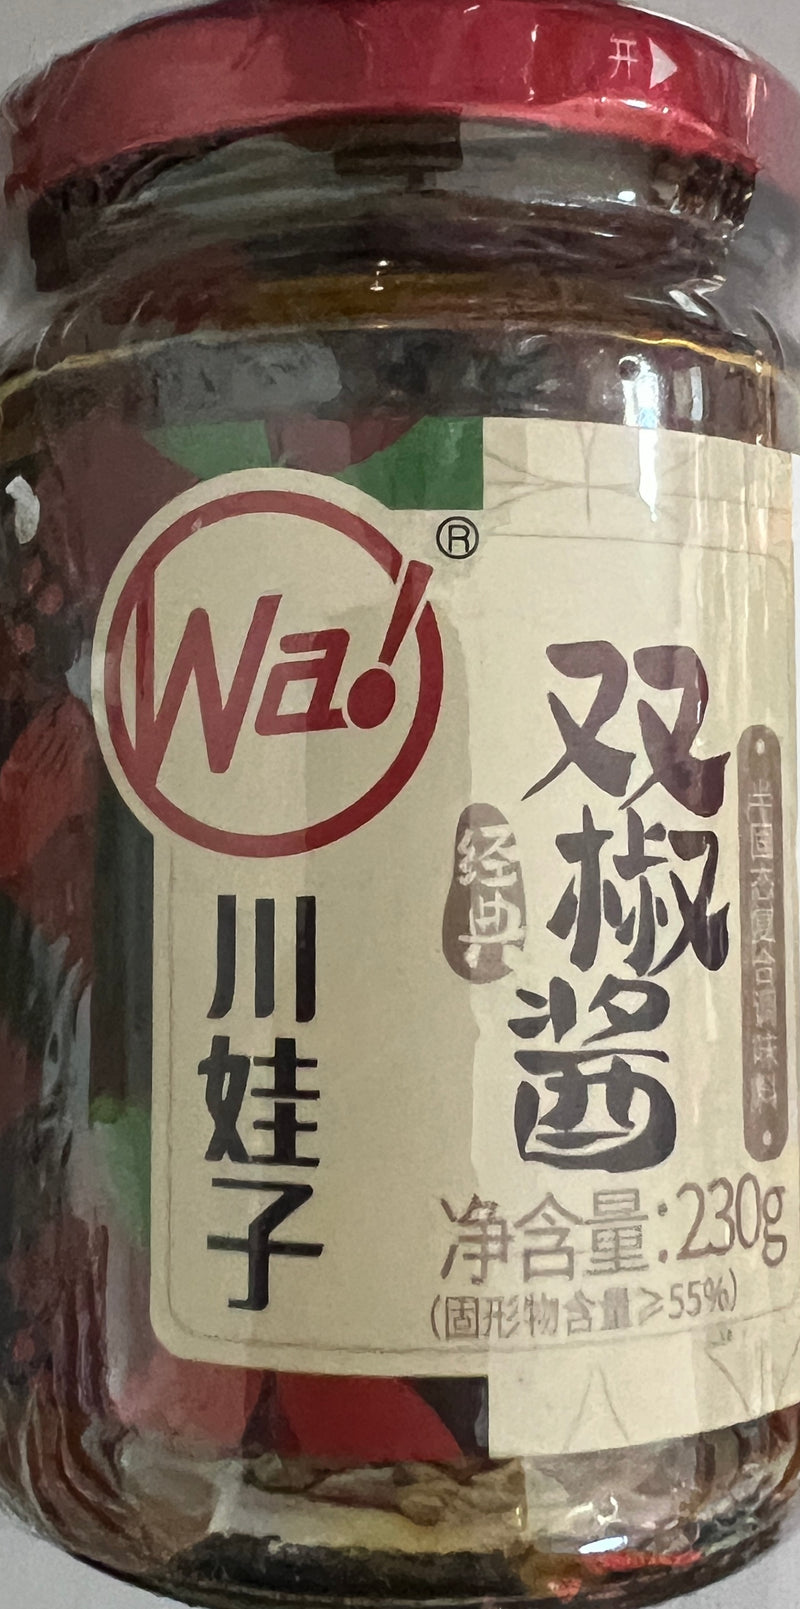 开
Wa!
®
川娃子
经典
双椒酱
半固态复合调味料
净含量:230g
(固形物含量≥55%)